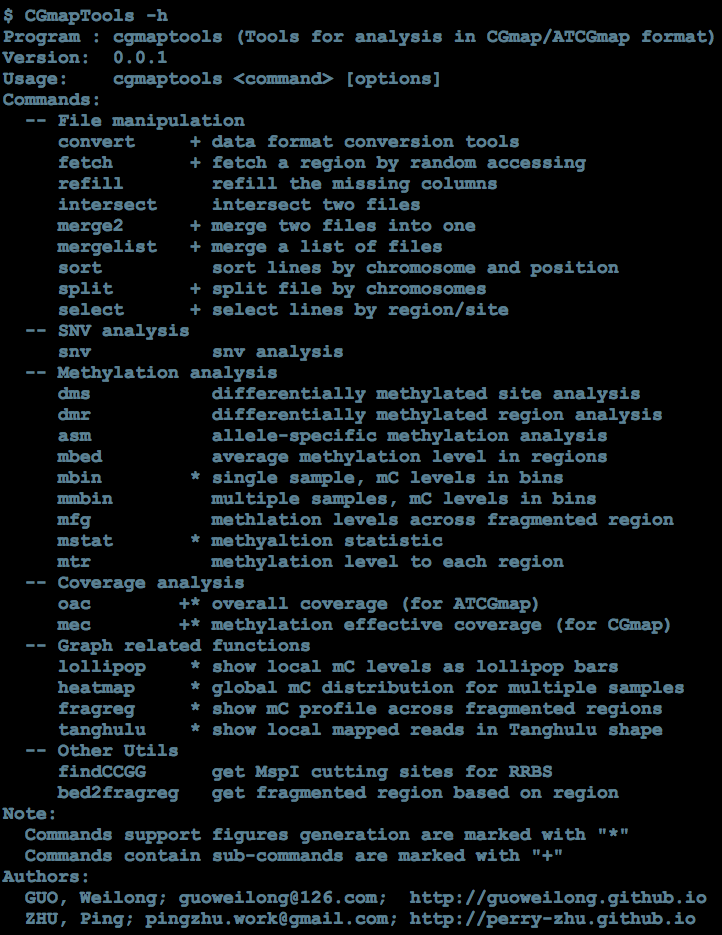 $ CGmapTools -h
Program : cgmaptools (Tools for analysis in CGmap/ATCGmap format)
Version:  0.0.1
Usage:    cgmaptools <command> [options]
Commands:
  -- File manipulation
     convert     + data format conversion tools
     fetch       + fetch a region by random accessing
     refill        refill the missing columns
     intersect     intersect two files
     merge2      + merge two files into one
     mergelist   + merge a list of files
     sort          sort lines by chromosome and position
     split       + split file by chromosomes
     select      + select lines by region/site
  -- SNV analysis
     snv           snv analysis
  -- Methylation analysis
     dms           differentially methylated site analysis
     dmr           differentially methylated region analysis
     asm           allele-specific methylation analysis
     mbed          average methylation level in regions
     mbin        * single sample, mC levels in bins
     mmbin         multiple samples, mC levels in bins
     mfg           methlation levels across fragmented region
     mstat       * methyaltion statistic
     mtr           methylation level to each region
  -- Coverage analysis
     oac        +* overall coverage (for ATCGmap)
     mec        +* methylation effective coverage (for CGmap)
  -- Graph related functions
     lollipop    * show local mC levels as lollipop bars
     heatmap     * global mC distribution for multiple samples
     fragreg     * show mC profile across fragmented regions
     tanghulu    * show local mapped reads in Tanghulu shape
  -- Other Utils
     findCCGG      get MspI cutting sites for RRBS
     bed2fragreg   get fragmented region based on region
Note:
  Commands support figures generation are marked with "*"
  Commands contain sub-commands are marked with "+"
Authors:
  GUO, Weilong; guoweilong@126.com;  http://guoweilong.github.io
  ZHU, Ping; pingzhu.work@gmail.com; http://perry-zhu.github.io